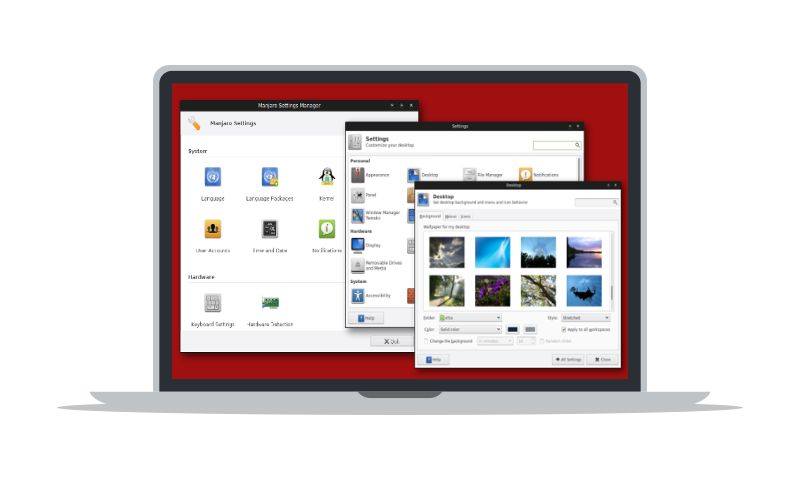 Manjaro Settings Manager
Manjaro Settings
System
Language
Language Packages
Kernel
User Accounts
Time and Date
Notifications
Hardware
Keyboard Settings
Hardware Detection
Quit
Settings
Settings
Customize your desktop
Personal
Appearance
Desktop
File Manager
Notifications
Panel
Window Manager
Tweaks
Hardware
Display
Removable Drives
and Media
System
Accessibility
Help
Desktop
Desktop
Set desktop background and menu and icon behavior
Background
Menus
Icons
Wallpaper for my desktop
Folder:
Style:
Stretched
Color:
Solid color
Apply to all workspaces
Change the background
Random Order
Help
All Settings
Close